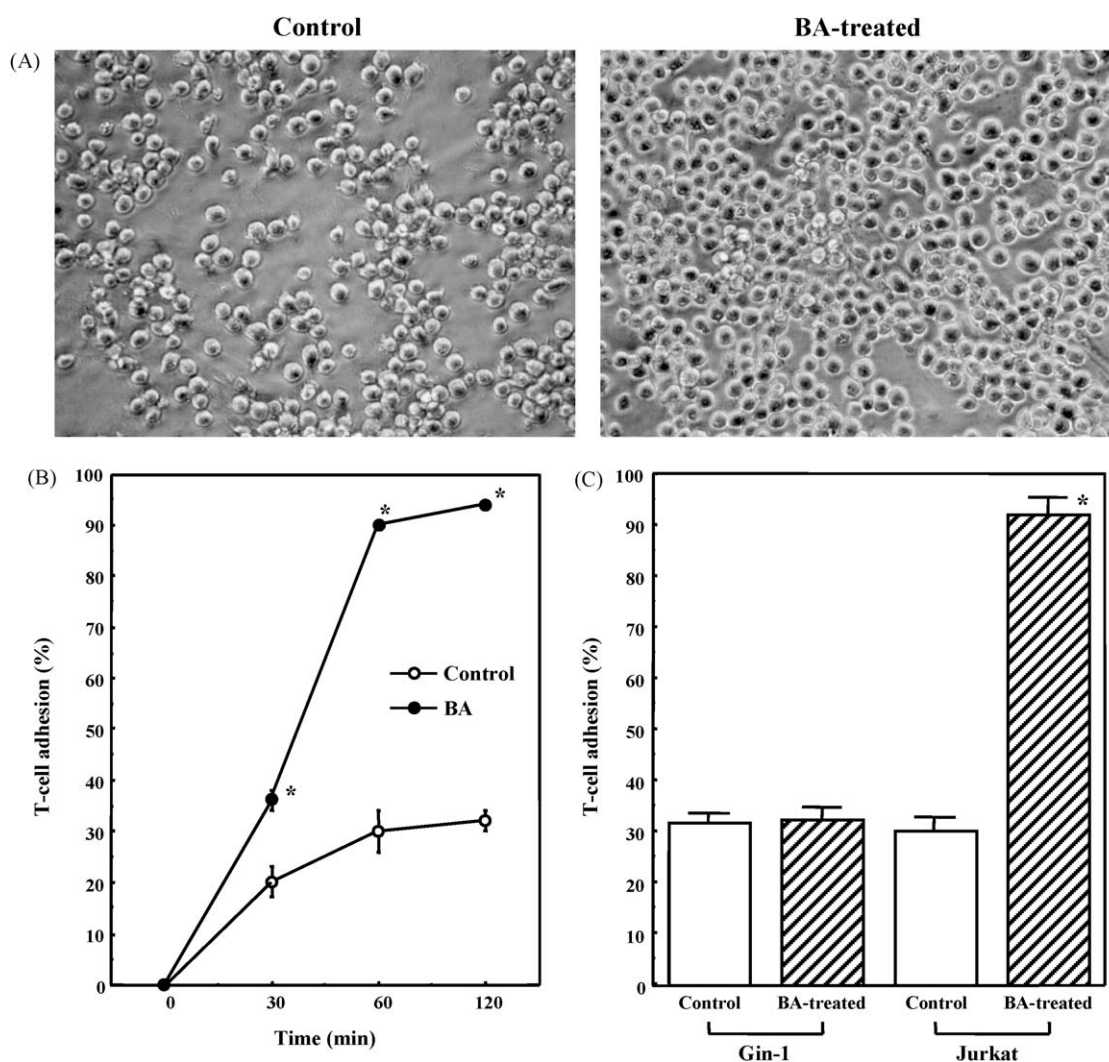 Control
BA-treated
(A)
(B)
100
90
80
70
60
50
40
30
20
10
0
T-cell adhesion (%)
*
*
*
Control
BA
0 30 60 120
Time (min)
(C)
100
90
80
70
60
50
40
30
20
10
0
T-cell adhesion (%)
*
Control BA-treated Control BA-treated
Gin-1 Jurkat